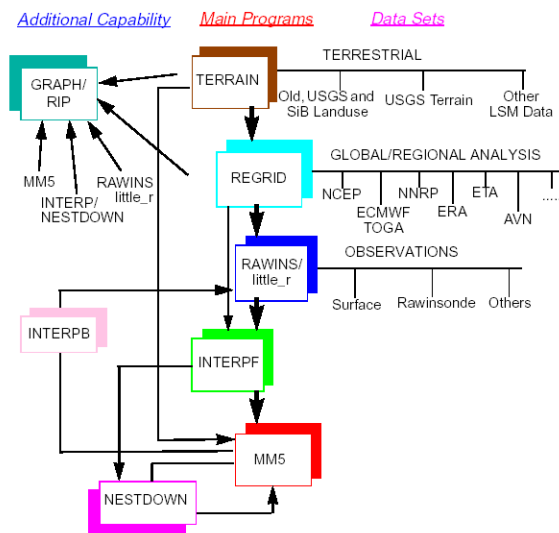 Additional Capability
Main Programs
Data Sets
GRAPH/
RIP
TERRAIN
TERRESTRIAL
Old, USGS and
SiB Landuse
USGS Terrain
Other
LSM Data
MM5
INTERP/
NESTDOWN
RAWINS
little_r
REGRID
GLOBAL/REGIONAL ANALYSIS
NCEP
ECMWF
TOGA
NNRP
ERA
ETA
AVN
.....
RAWINS/
little_r
OBSERVATIONS
Surface
Rawinsonde
Others
INTERPB
INTERPF
MM5
NESTDOWN